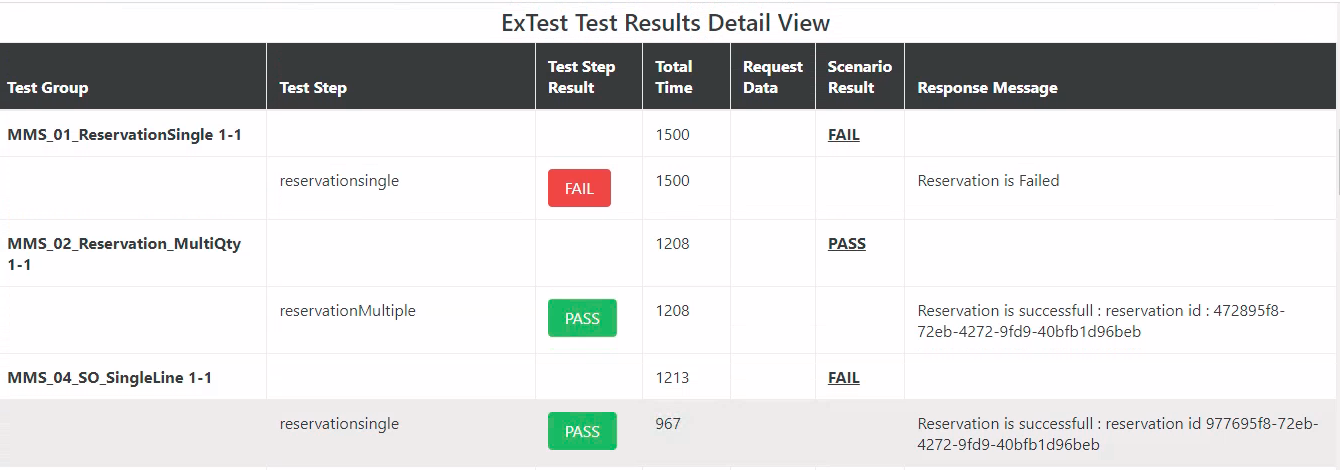 ExTest Test Results Detail View
Test Group Test Step Test Step Result Total Time Request Data Scenario Result Response Message
MMS_01_ReservationSingle 1-1 1500 FAIL
reservationsingle FAIL 1500 Reservation is Failed
MMS_02_Reservation_MultiQty 1208 PASS
1-1
reservationMultiple PASS 1208 Reservation is successfull : reservation id : 472895f8-
72eb-4272-9fd9-40bfb1d96beb
MMS_04_SO_SingleLine 1-1 1213 FAIL
reservationsingle PASS 967 Reservation is successfull : reservation id 977695f8-72eb-
4272-9fd9-40bfb1d96beb